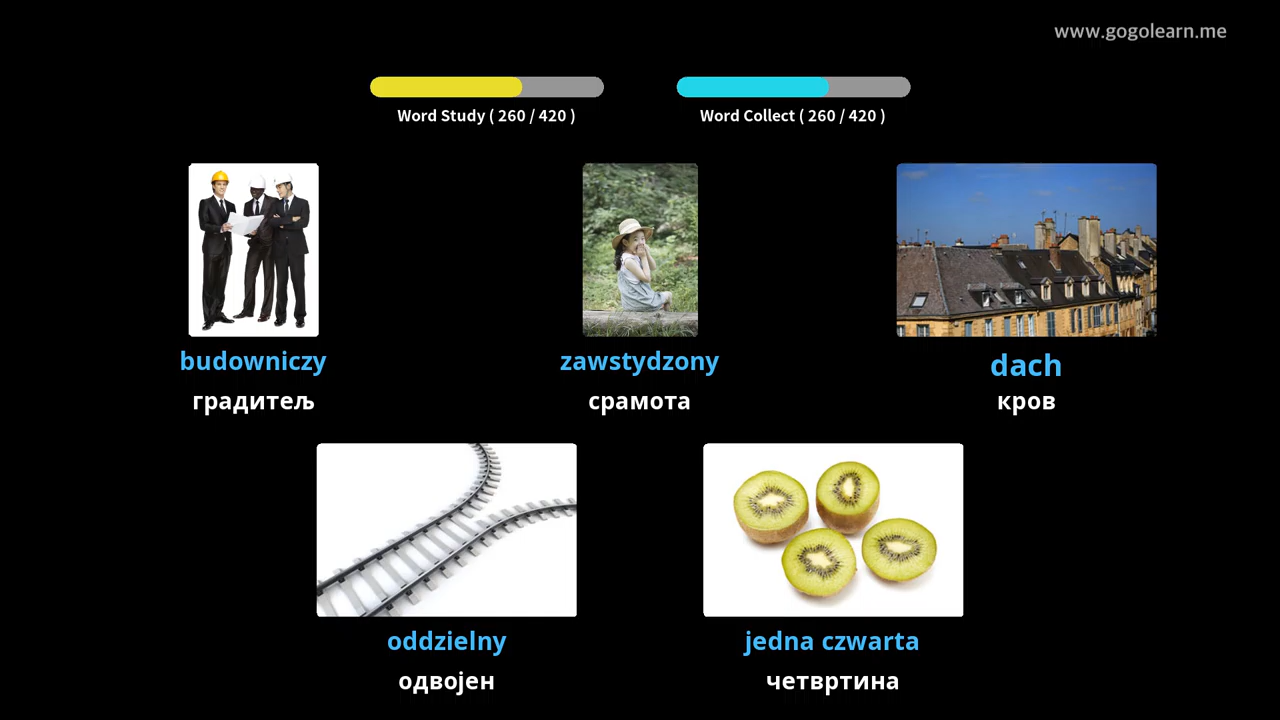 www.gogolearn.me
Word Study ( 260 / 420 )
Word Collect ( 260 / 420 )
budowniczy
zawstydzony
dach
градитељ
срамота
кров
oddzielny
jedna czwarta
одвојен
четвртина